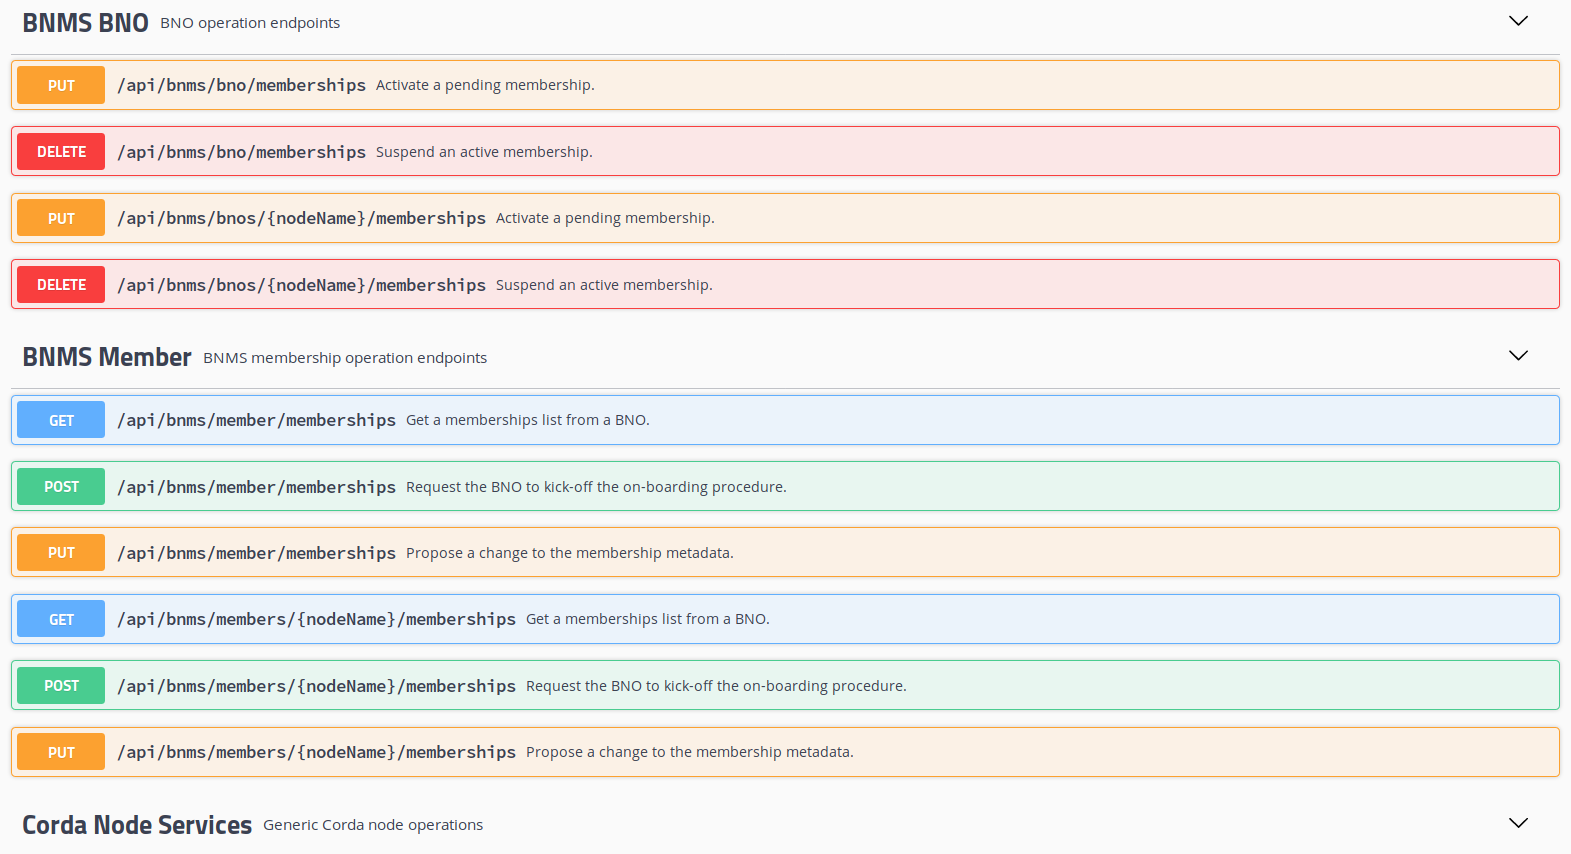 BNMS BNO BNO operation endpoints
PUT /api/bnms/bno/memberships Activate a pending membership.
DELETE /api/bnms/bno/memberships Suspend an active membership.
PUT /api/bnms/bnos/{nodeName}/memberships Activate a pending membership.
DELETE /api/bnms/bnos/{nodeName}/memberships Suspend an active membership.
BNMS Member BNMS membership operation endpoints
GET /api/bnms/member/memberships Get a memberships list from a BNO.
POST /api/bnms/member/memberships Request the BNO to kick-off the on-boarding procedure.
PUT /api/bnms/member/memberships Propose a change to the membership metadata.
GET /api/bnms/members/{nodeName}/memberships Get a memberships list from a BNO.
POST /api/bnms/members/{nodeName}/memberships Request the BNO to kick-off the on-boarding procedure.
PUT /api/bnms/members/{nodeName}/memberships Propose a change to the membership metadata.
Corda Node Services Generic Corda node operations